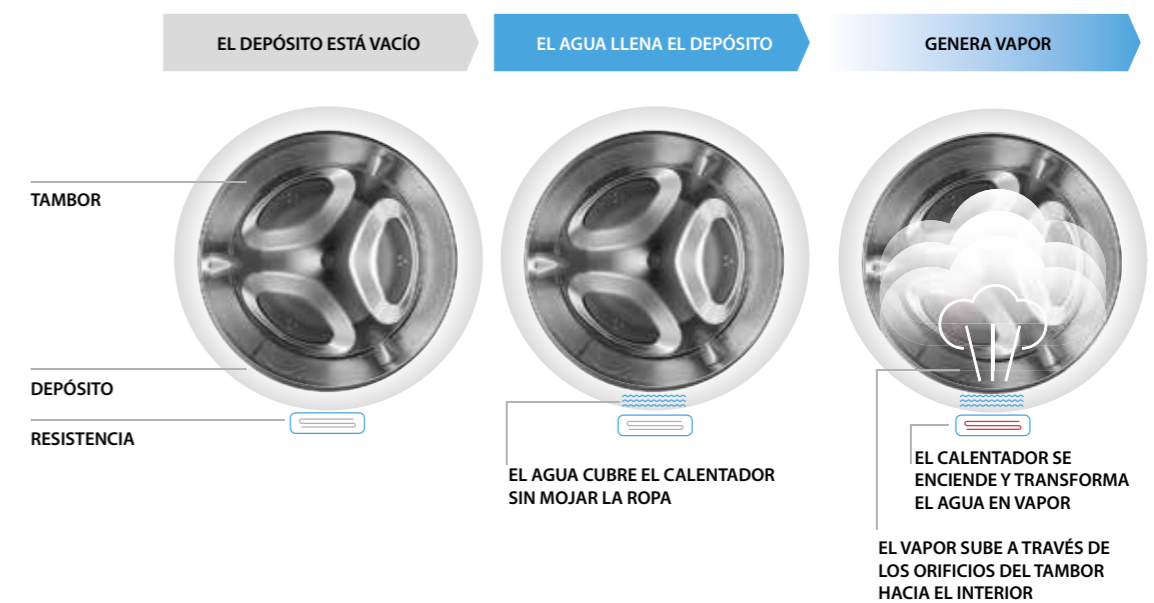 EL DEPÓSITO ESTÁ VACÍO
EL AGUA LLENA EL DEPÓSITO
GENERA VAPOR
TAMBOR
DEPÓSITO
RESISTENCIA
EL AGUA CUBRE EL CALENTADOR
SIN MOJAR LA ROPA
EL CALENTADOR SE
ENCIENDE Y TRANSFORMA
EL AGUA EN VAPOR
EL VAPOR SUBE A TRAVÉS DE
LOS ORIFICIOS DEL TAMBOR
HACIA EL INTERIOR